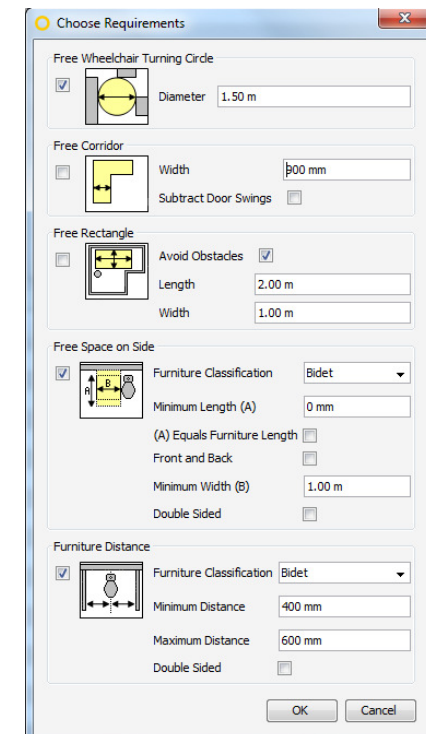 Choose Requirements
Free Wheelchair Turning Circle
Diameter 1.50 m
Free Corridor
Width 900 mm
Subtract Door Swings
Free Rectangle
Avoid Obstacles
Length 2.00 m
Width 1.00 m
Free Space on Side
A B
Furniture Classification Bidet
Minimum Length (A) 0 mm
(A) Equals Furniture Length
Front and Back
Minimum Width (B) 1.00 m
Double Sided
Furniture Distance
Furniture Classification Bidet
Minimum Distance 400 mm
Maximum Distance 600 mm
Double Sided
OK Cancel